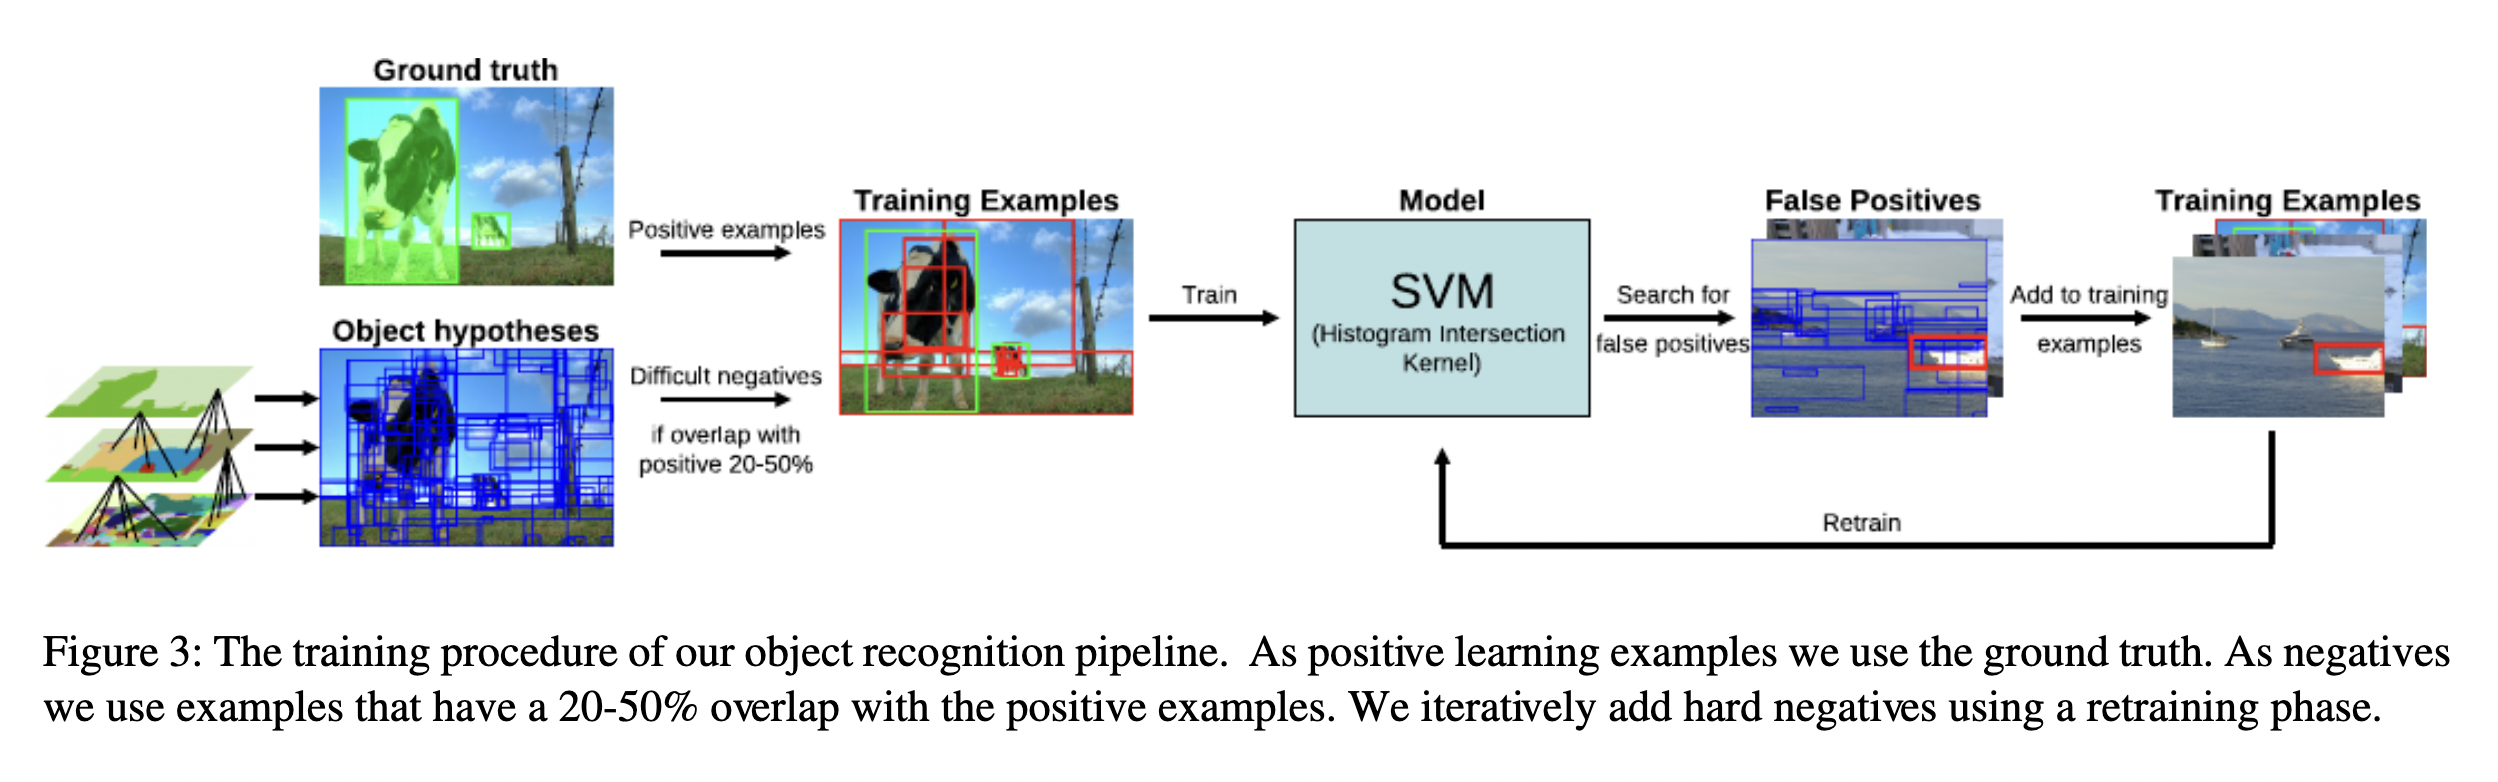 Ground truth
Positive examples
Object hypotheses
Difficult negatives
if overlap with
positive 20-50%
Training Examples
Train
Model
SVM
(Histogram Intersection
Kernel)
Search for
false positives
False Positives
Add to training
examples
Training Examples
Retrain
Figure 3: The training procedure of our object recognition pipeline. As positive learning examples we use the ground truth. As negatives
we use examples that have a 20-50% overlap with the positive examples. We iteratively add hard negatives using a retraining phase.